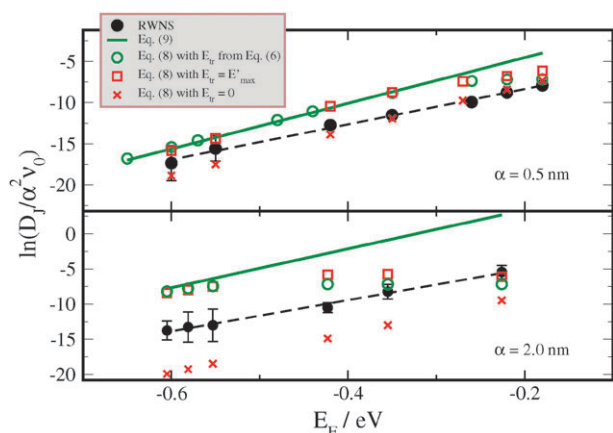 RWNS
Eq. (9)
Eq. (8) with E_tr from Eq. (6)
Eq. (8) with E_tr = E'_max
Eq. (8) with E_tr = 0
-5
-10
-15
-20
α = 0.5 nm
0
-5
-10
-15
-20
α = 2.0 nm
ln(D_J/α²ν₀)
-0.6
-0.4
-0.2
E_F / eV